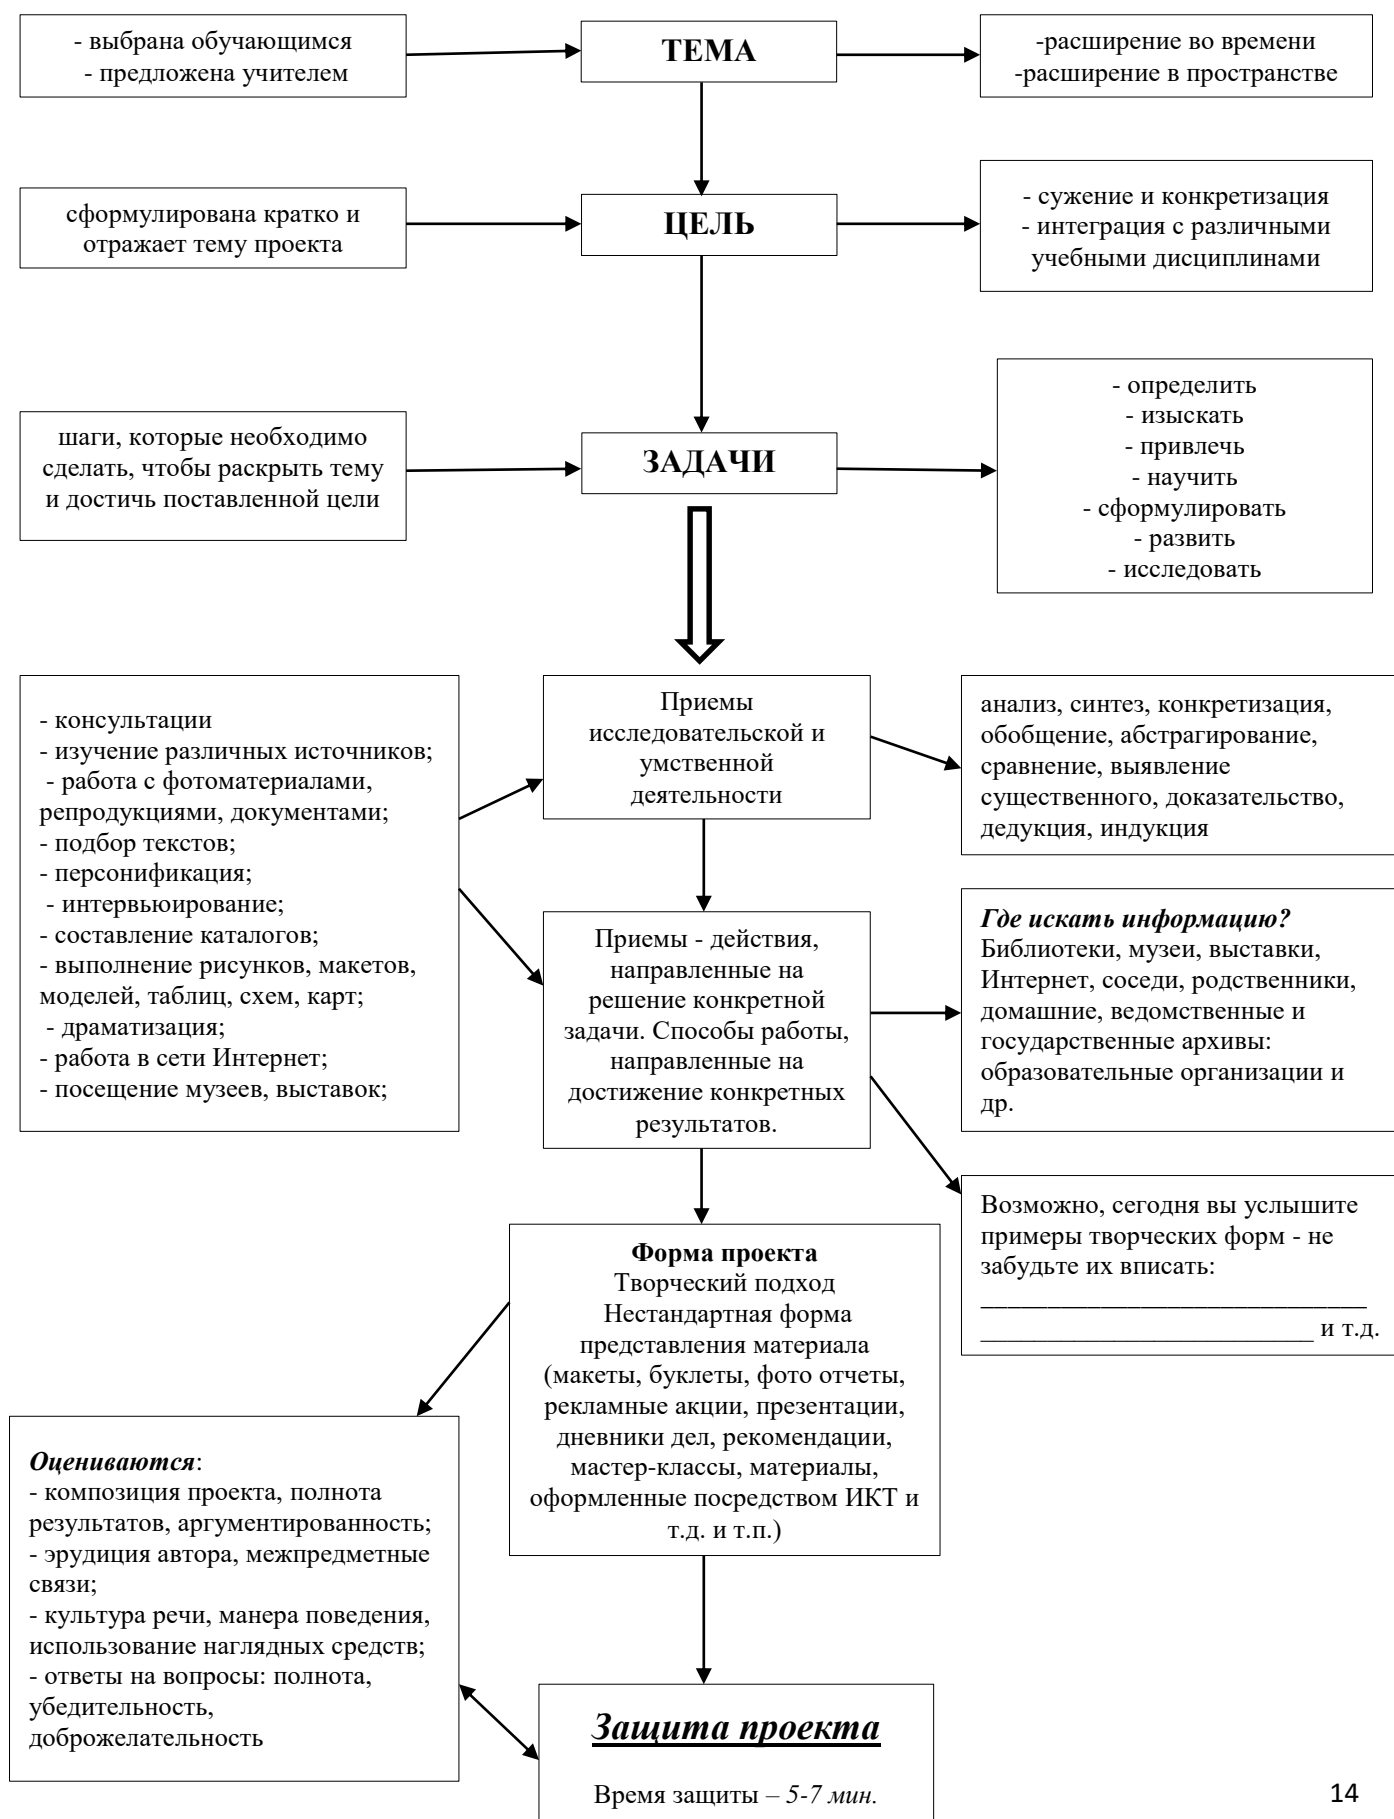 - выбрана обучающимся
- предложена учителем
ТЕМА
-расширение во времени
-расширение в пространстве
сформулирована кратко и
отражает тему проекта
ЦЕЛЬ
- сужение и конкретизация
- интеграция с различными
учебными дисциплинами
шаги, которые необходимо
сделать, чтобы раскрыть тему
и достичь поставленной цели
ЗАДАЧИ
- определить
- изыскать
- привлечь
- научить
- сформулировать
- развить
- исследовать
- консультации
- изучение различных источников;
- работа с фотоматериалами,
репродукциями, документами;
- подбор текстов;
- персонификация;
- интервьюирование;
- составление каталогов;
- выполнение рисунков, макетов,
моделей, таблиц, схем, карт;
- драматизация;
- работа в сети Интернет;
- посещение музеев, выставок;
Приемы
исследовательской и
умственной
деятельности
анализ, синтез, конкретизация,
обобщение, абстрагирование,
сравнение, выявление
существенного, доказательство,
дедукция, индукция
Приемы - действия,
направленные на
решение конкретной
задачи. Способы работы,
направленные на
достижение конкретных
результатов.
Где искать информацию?
Библиотеки, музеи, выставки,
Интернет, соседи, родственники,
домашние, ведомственные и
государственные архивы:
образовательные организации и
др.
Возможно, сегодня вы услышите
примеры творческих форм - не
забудьте их вписать:
_____________________________
_________________________ и т.д.
Форма проекта
Творческий подход
Нестандартная форма
представления материала
(макеты, буклеты, фото отчеты,
рекламные акции, презентации,
дневники дел, рекомендации,
мастер-классы, материалы,
оформленные посредством ИКТ и
т.д. и т.п.)
Оцениваются:
- композиция проекта, полнота
результатов, аргументированность;
- эрудиция автора, межпредметные
связи;
- культура речи, манера поведения,
использование наглядных средств;
- ответы на вопросы: полнота,
убедительность,
доброжелательность
Защита проекта
Время защиты – 5-7 мин.
14